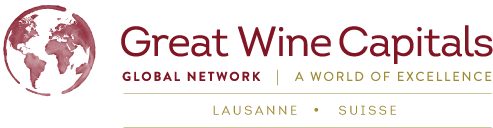 Great Wine Capitals
GLOBAL NETWORK | A WORLD OF EXCELLENCE
LAUSANNE • SUISSE